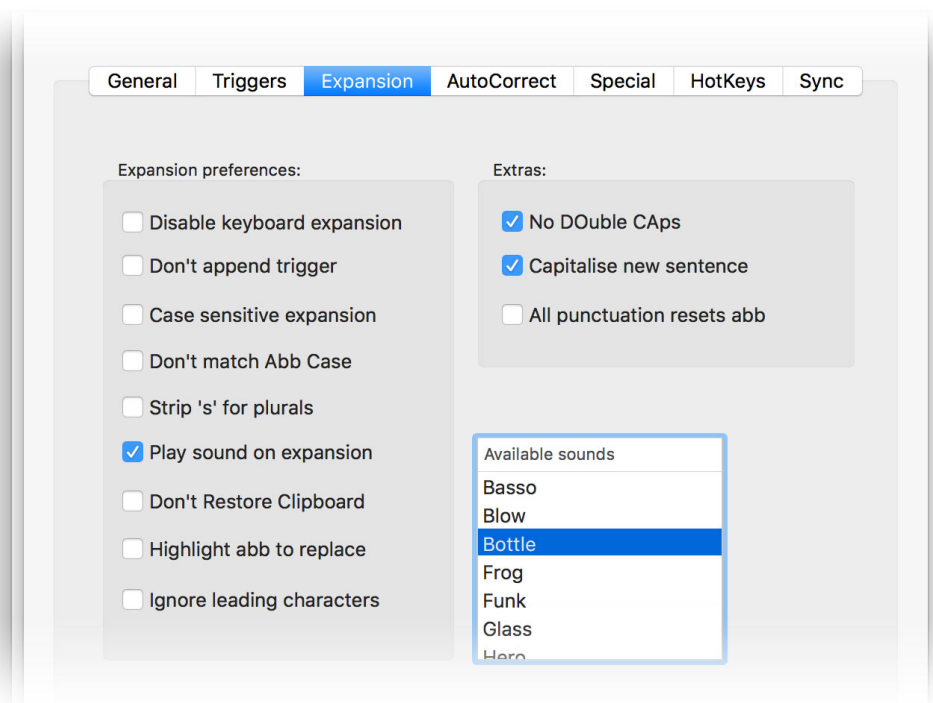 General Triggers Expansion AutoCorrect Special HotKeys Sync
Expansion preferences:
Disable keyboard expansion
Don't append trigger
Case sensitive expansion
Don't match Abb Case
Strip 's' for plurals
Play sound on expansion
Don't Restore Clipboard
Highlight abb to replace
Ignore leading characters
Extras:
No DOuble CAps
Capitalise new sentence
All punctuation resets abb
Available sounds
Basso
Blow
Bottle
Frog
Funk
Glass
Hero